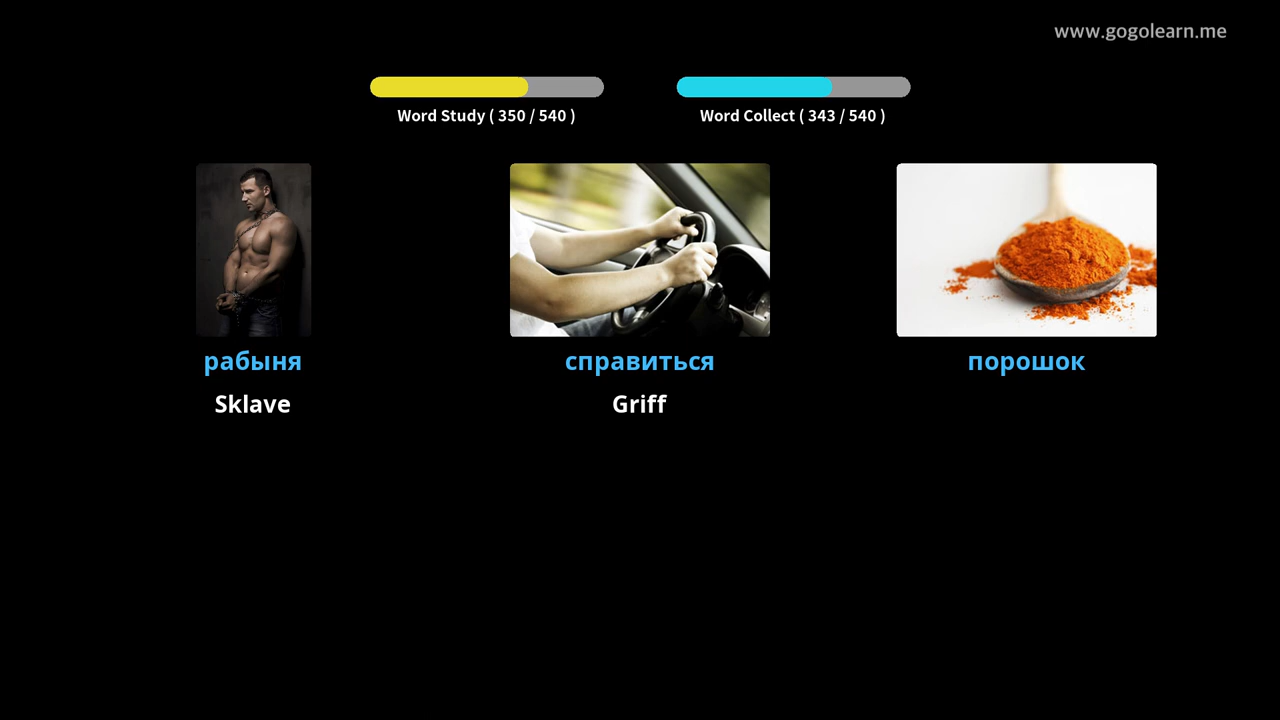 www.gogolearn.me
Word Study ( 350 / 540 )
Word Collect ( 343 / 540 )
рабыня
справиться
порошок
Sklave
Griff